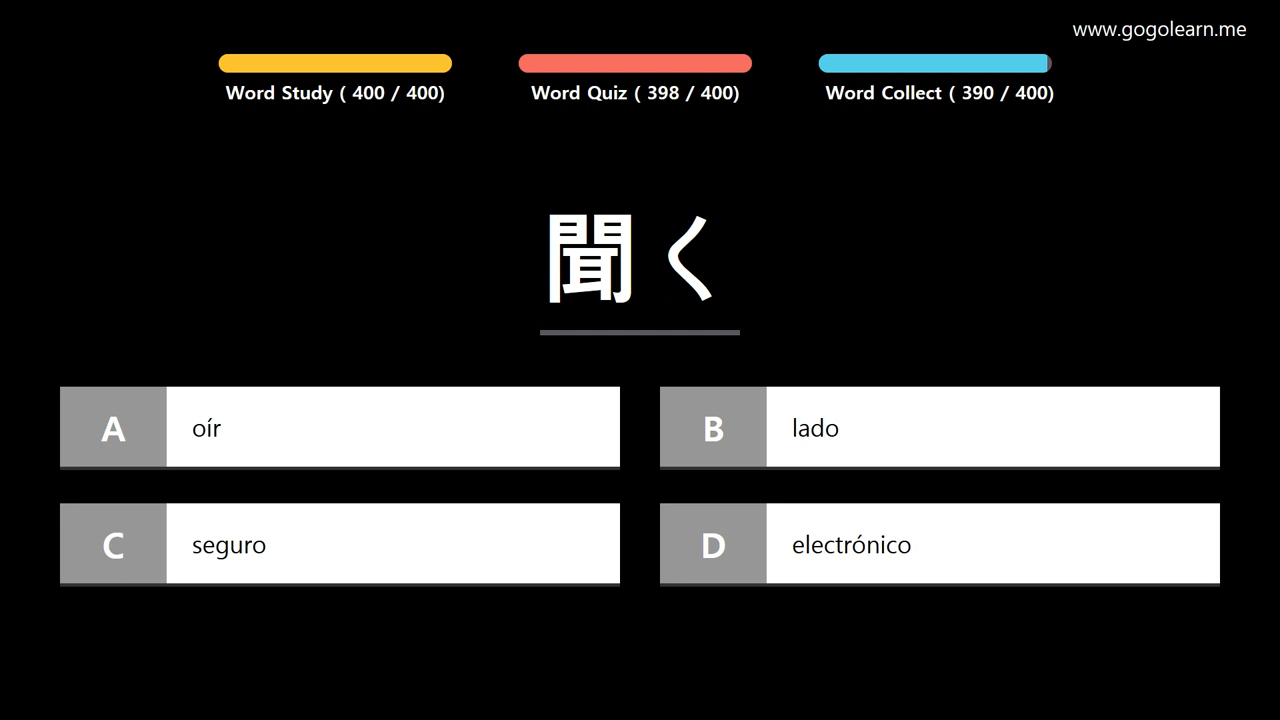 www.gogolearn.me
Word Study ( 400 / 400)
Word Quiz ( 398 / 400)
Word Collect ( 390 / 400)
聞く
A oír
B lado
C seguro
D electrónico